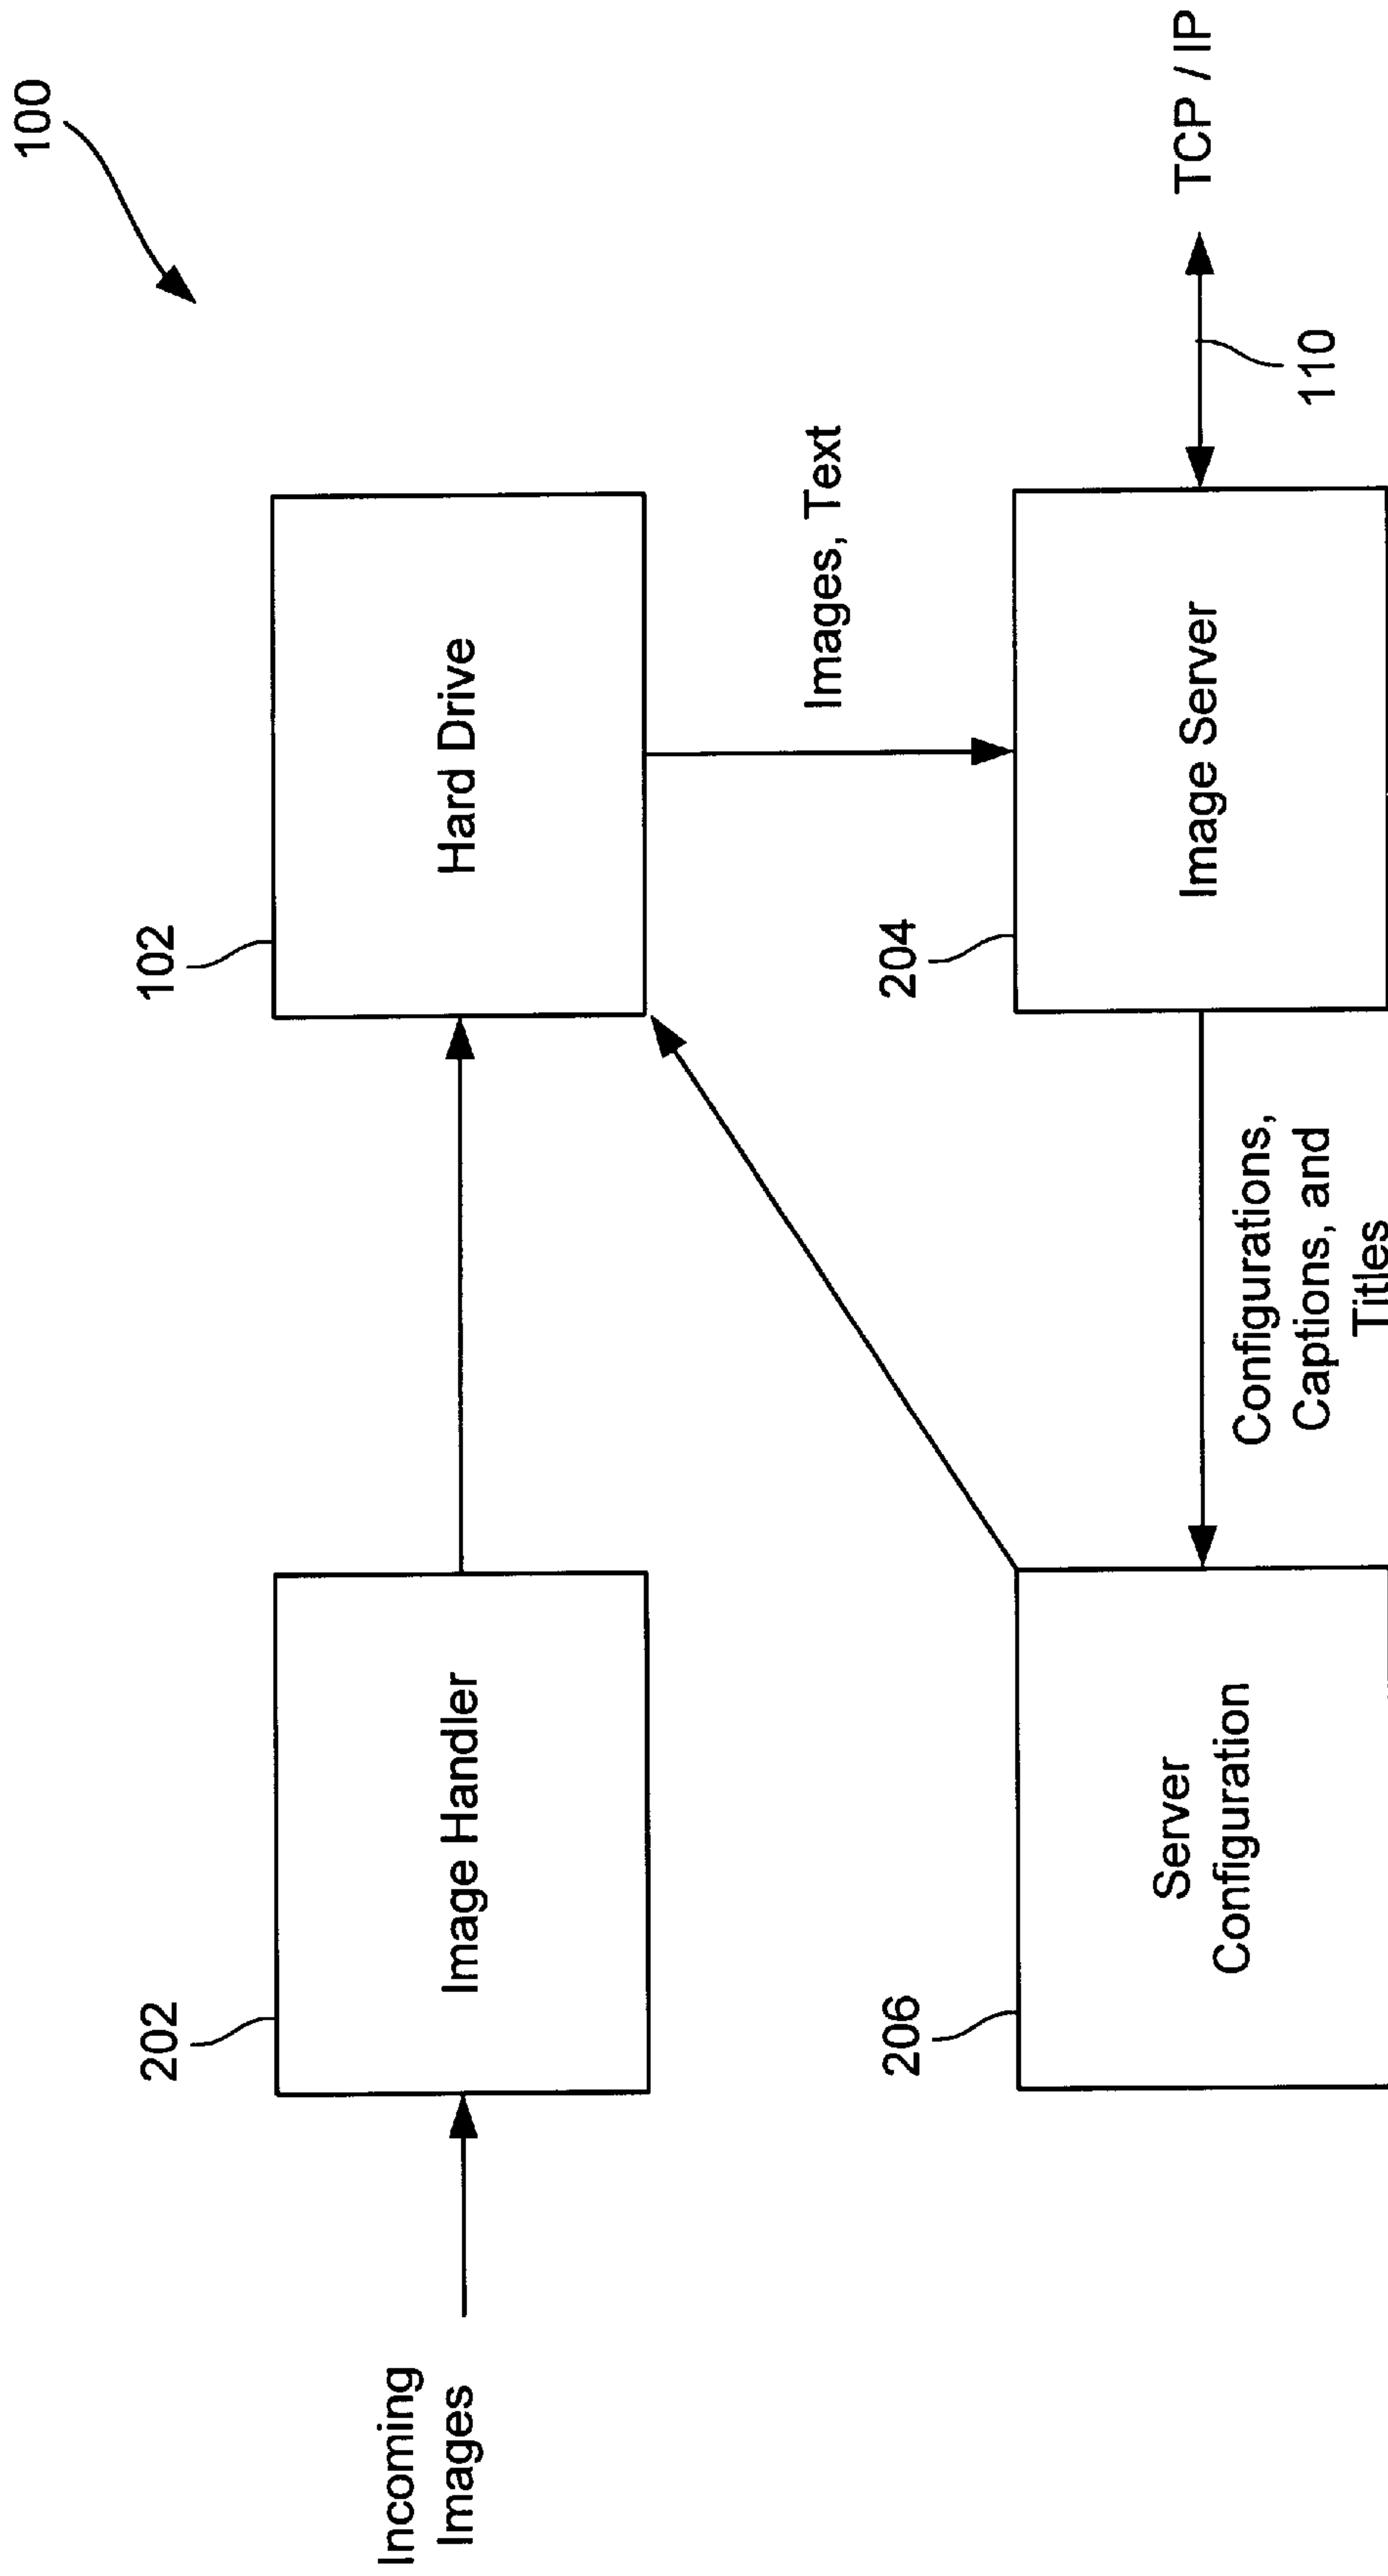 100
202
102
Incoming
Images
Image Handler
Hard Drive
Images, Text
206
204
Server
Configuration
Configurations,
Captions, and
Titles
Image Server
TCP / IP
110